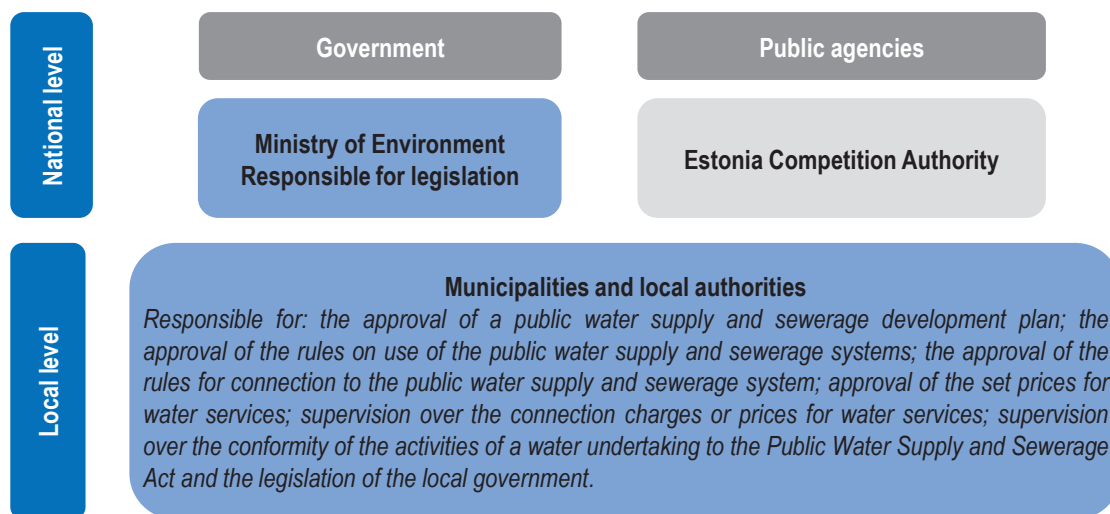 National level
Government
Public agencies
Ministry of Environment
Responsible for legislation
Estonia Competition Authority
Local level
Municipalities and local authorities
Responsible for: the approval of a public water supply and sewerage development plan; the
approval of the rules on use of the public water supply and sewerage systems; the approval of the
rules for connection to the public water supply and sewerage system; approval of the set prices for
water services; supervision over the connection charges or prices for water services; supervision
over the conformity of the activities of a water undertaking to the Public Water Supply and Sewerage
Act and the legislation of the local government.